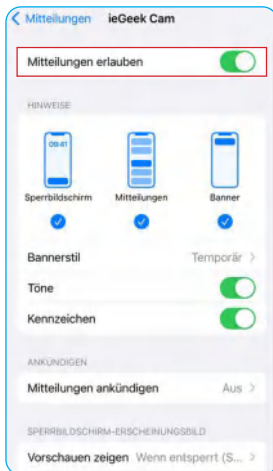 Mitteilungen ieGeek Cam
Mitteilungen erlauben
HINWEISE
09:41
Sperrbildschirm Mitteilungen Banner
Bannerstil Temporär
Töne
Kennzeichen
ANKÜNDIGEN
Mitteilungen ankündigen Aus
SPERRBILDSCHIRM-ERSCHEINUNGSBILD
Vorschauen zeigen Wenn entsperrt (S...